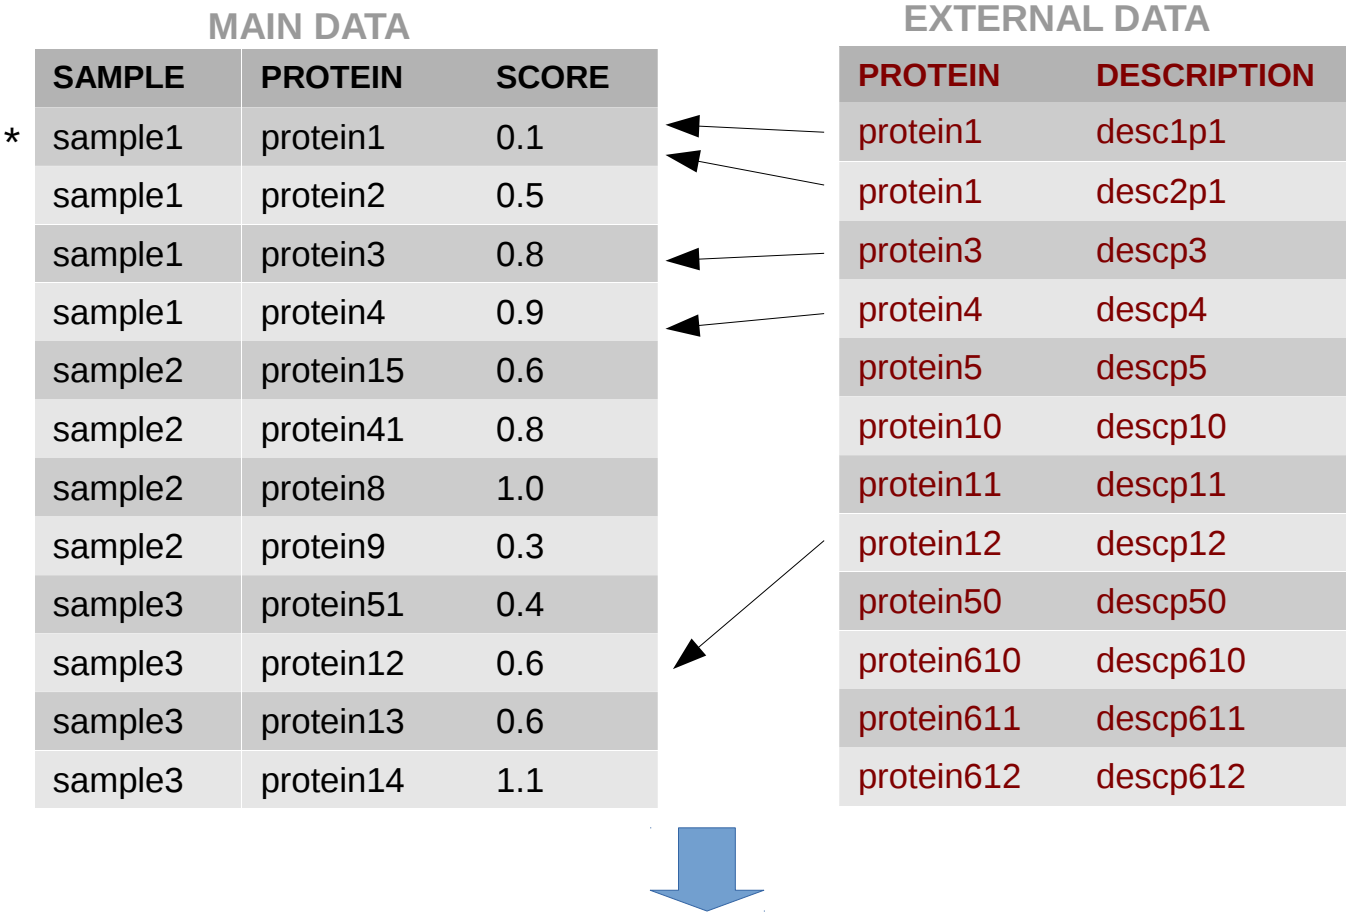 MAIN DATA
SAMPLE PROTEIN SCORE
* sample1 protein1 0.1
sample1 protein2 0.5
sample1 protein3 0.8
sample1 protein4 0.9
sample2 protein15 0.6
sample2 protein41 0.8
sample2 protein8 1.0
sample2 protein9 0.3
sample3 protein51 0.4
sample3 protein12 0.6
sample3 protein13 0.6
sample3 protein14 1.1
EXTERNAL DATA
PROTEIN DESCRIPTION
protein1 desc1p1
protein1 desc2p1
protein3 descp3
protein4 descp4
protein5 descp5
protein10 descp10
protein11 descp11
protein12 descp12
protein50 descp50
protein610 descp610
protein611 descp611
protein612 descp612